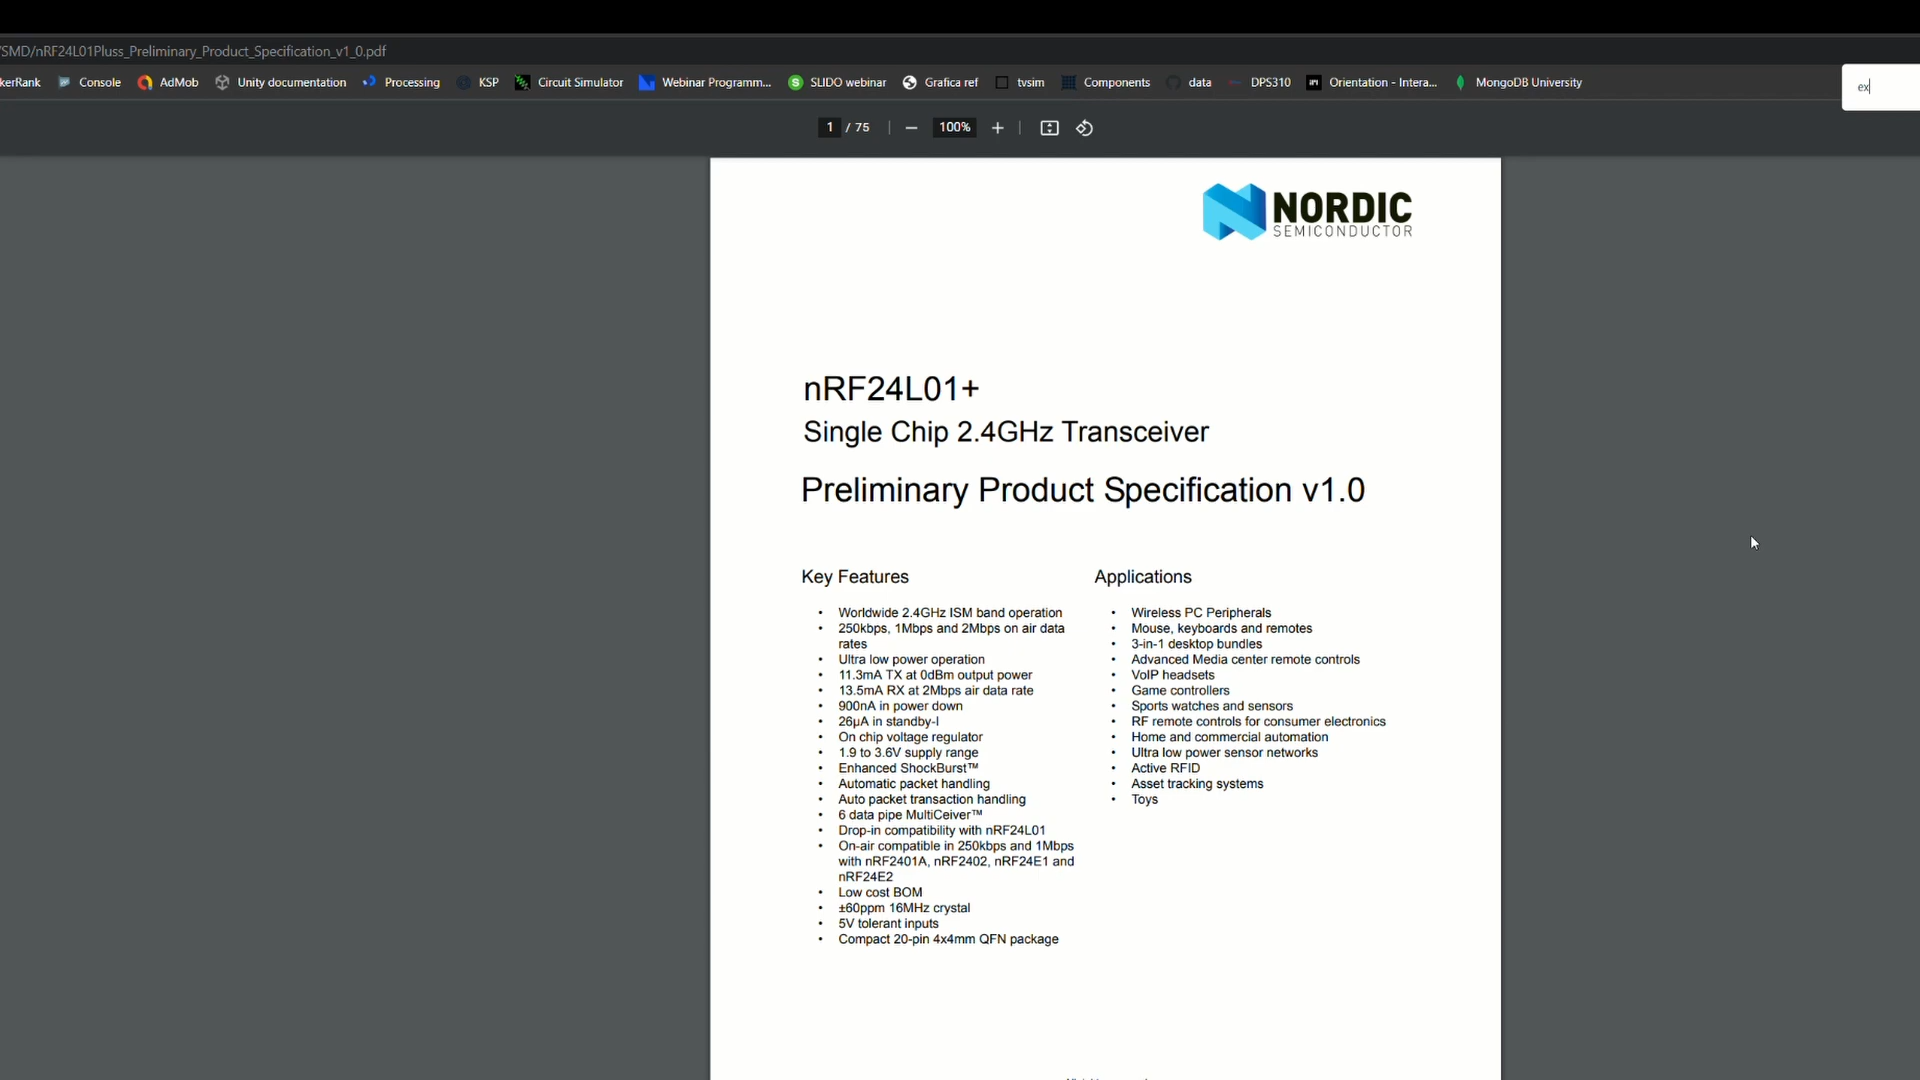 /SMD/nRF24L01Pluss_Preliminary_Product_Specification_v1_0.pdf
kerRank Console AdMob Unity documentation Processing KSP Circuit Simulator Webinar Programm... SLIDO webinar Grafica ref tvsim Components data DPS310 Orientation - Intera... MongoDB University
ex
1 / 75 − 100% +
NORDIC
SEMICONDUCTOR
nRF24L01+
Single Chip 2.4GHz Transceiver
Preliminary Product Specification v1.0
Key Features
• Worldwide 2.4GHz ISM band operation
• 250kbps, 1Mbps and 2Mbps on air data
rates
• Ultra low power operation
• 11.3mA TX at 0dBm output power
• 13.5mA RX at 2Mbps air data rate
• 900nA in power down
• 26µA in standby-I
• On chip voltage regulator
• 1.9 to 3.6V supply range
• Enhanced ShockBurst™
• Automatic packet handling
• Auto packet transaction handling
• 6 data pipe MultiCeiver™
• Drop-in compatibility with nRF24L01
• On-air compatible in 250kbps and 1Mbps
with nRF2401A, nRF2402, nRF24E1 and
nRF24E2
• Low cost BOM
• ±60ppm 16MHz crystal
• 5V tolerant inputs
• Compact 20-pin 4x4mm QFN package
Applications
• Wireless PC Peripherals
• Mouse, keyboards and remotes
• 3-in-1 desktop bundles
• Advanced Media center remote controls
• VoIP headsets
• Game controllers
• Sports watches and sensors
• RF remote controls for consumer electronics
• Home and commercial automation
• Ultra low power sensor networks
• Active RFID
• Asset tracking systems
• Toys